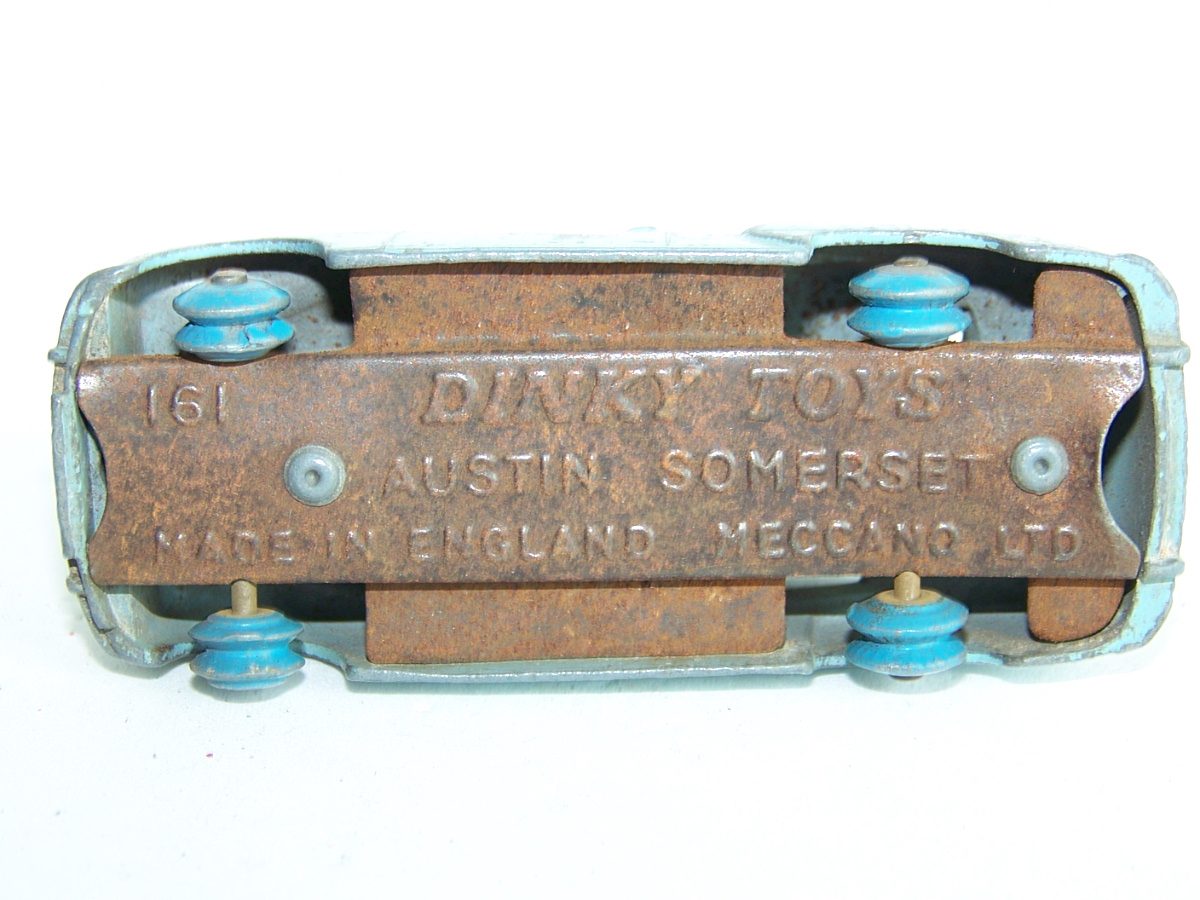 161 DINKY TOYS
AUSTIN SOMERSET
MADE IN ENGLAND MECCANO LTD